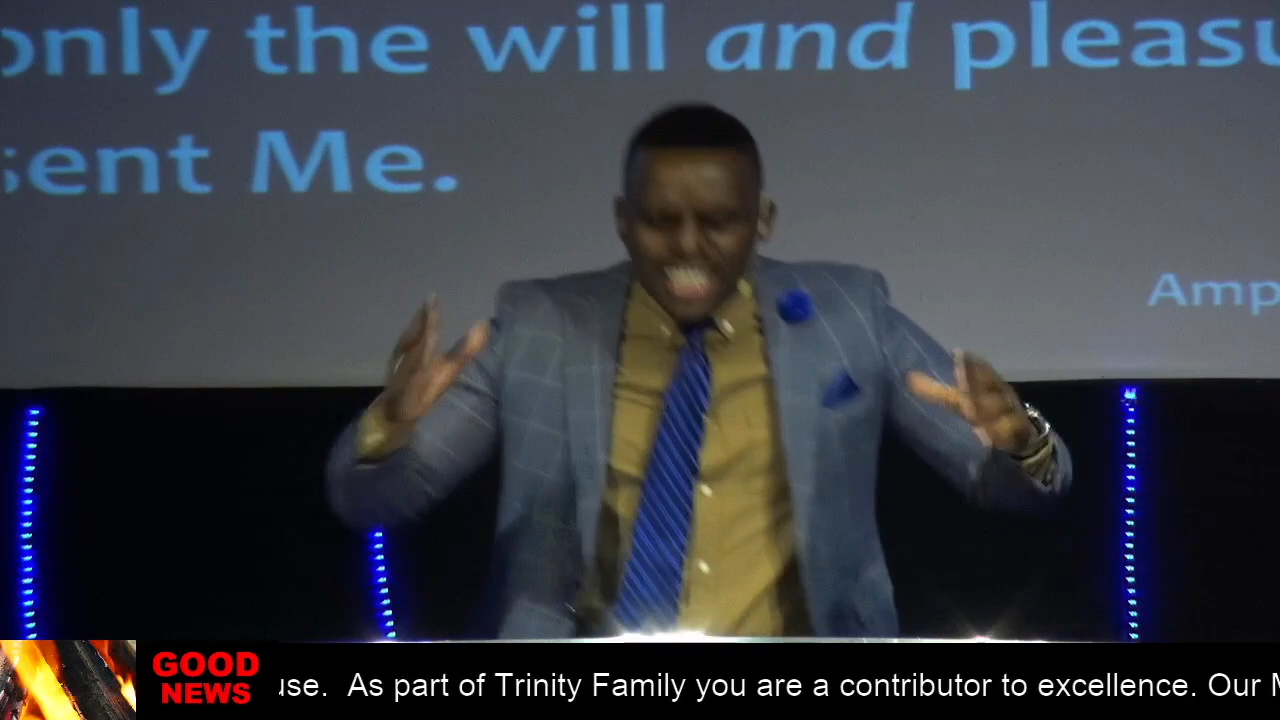 only the will and pleasu
sent Me.
Amp
GOOD
NEWS
use. As part of Trinity Family you are a contributor to excellence. Our M